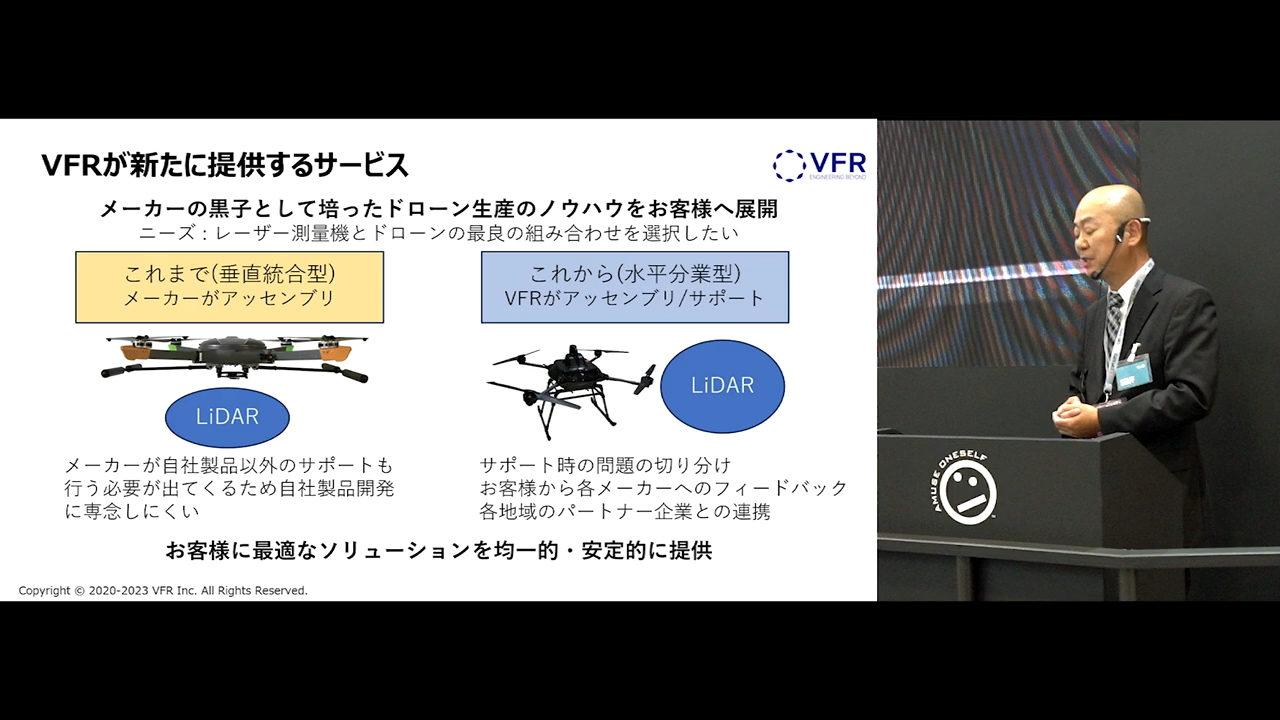 VFRが新たに提供するサービス
VFR
ENGINEERING BEYOND
メーカーの黒子として培ったドローン生産のノウハウをお客様へ展開
ニーズ : レーザー測量機とドローンの最良の組み合わせを選択したい
これまで(垂直統合型)
メーカーがアッセンブリ
これから(水平分業型)
VFRがアッセンブリ/サポート
LiDAR
LiDAR
メーカーが自社製品以外のサポートも
行う必要が出てくるため自社製品開発
に専念しにくい
サポート時の問題の切り分け
お客様から各メーカーへのフィードバック
各地域のパートナー企業との連携
お客様に最適なソリューションを均一的・安定的に提供
Copyright © 2020-2023 VFR Inc. All Rights Reserved.
AMUSE ONESELF